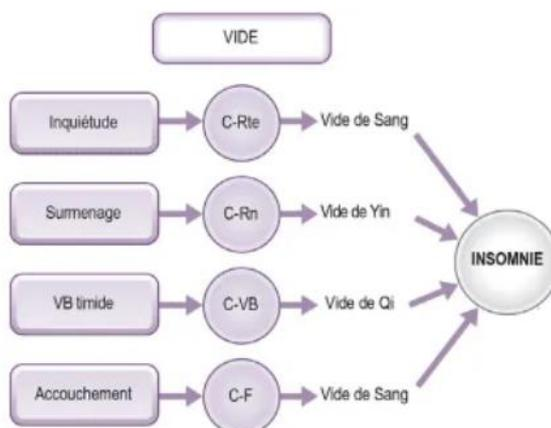 VIDE
Inquiétude C-Rte Vide de Sang
Surmenage C-Rn Vide de Yin
INSOMNIE
VB timide C-VB Vide de Qi
Accouchement C-F Vide de Sang